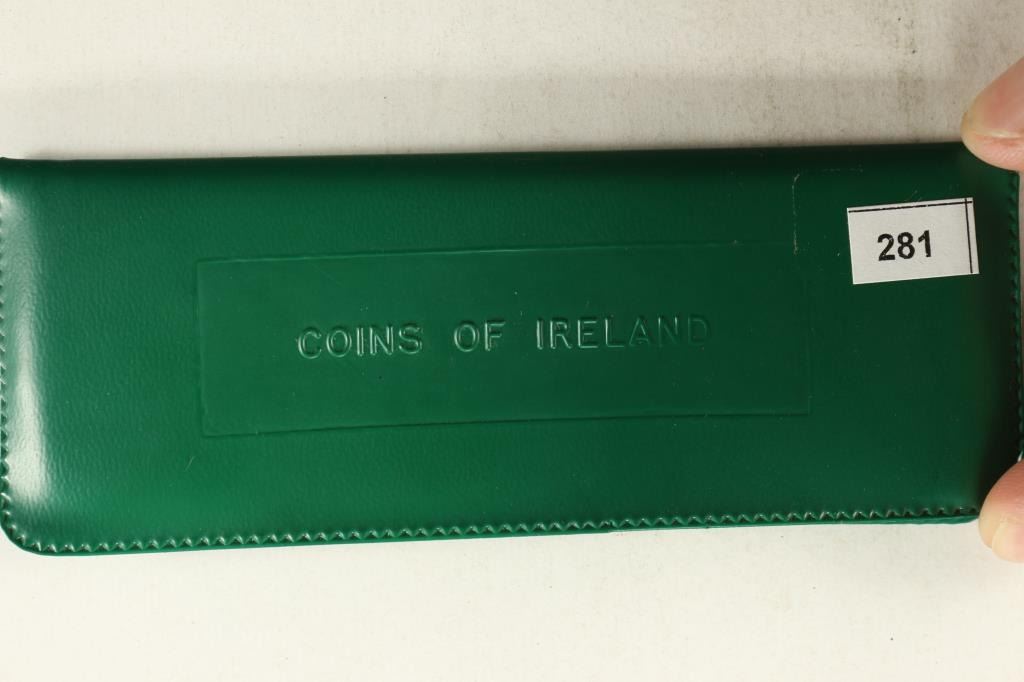 281
COINS OF IRELAND